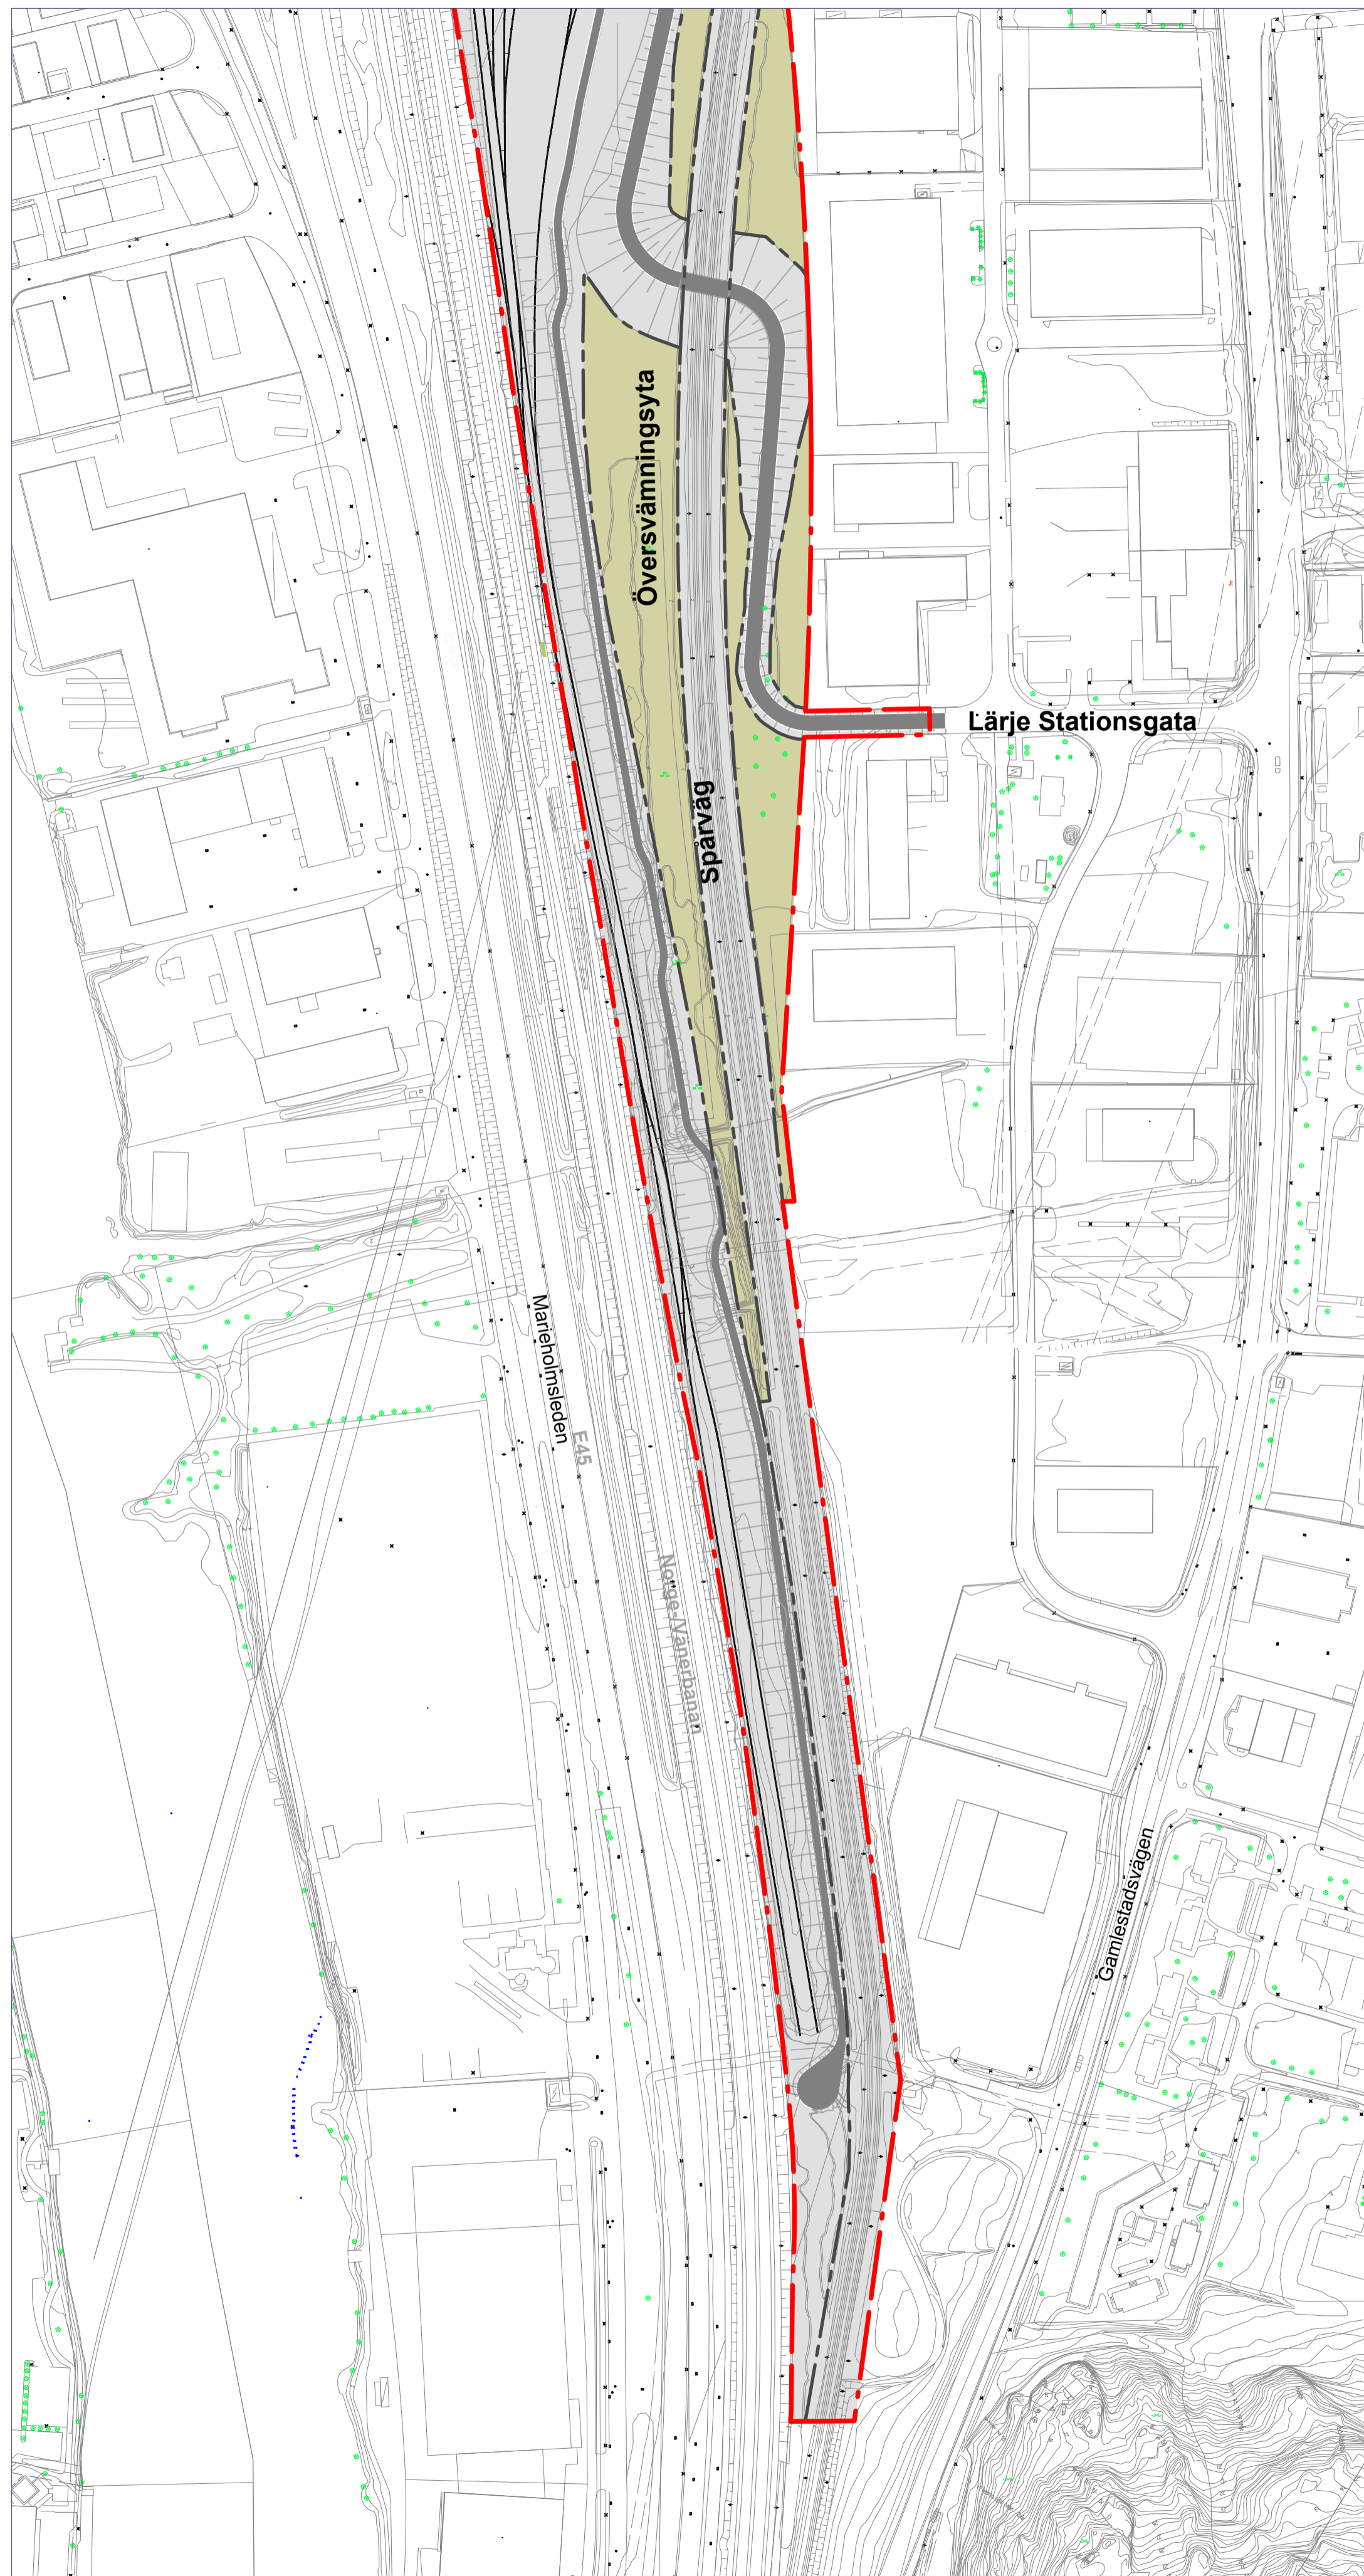 Översvämningsyta
Lärje Stationsgata
Spårväg
Marieholmsleden
E45
Norge-/Vänerbanan
Gamlestadsvägen